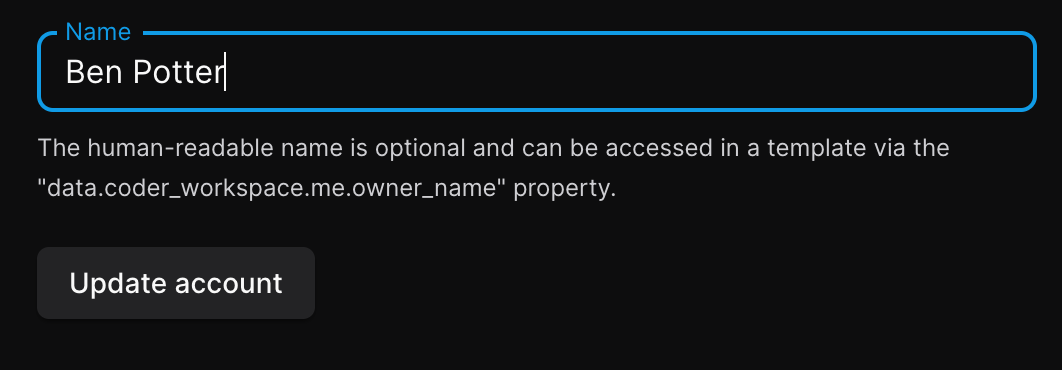 Name
Ben Potter
The human-readable name is optional and can be accessed in a template via the
"data.coder_workspace.me.owner_name" property.
Update account